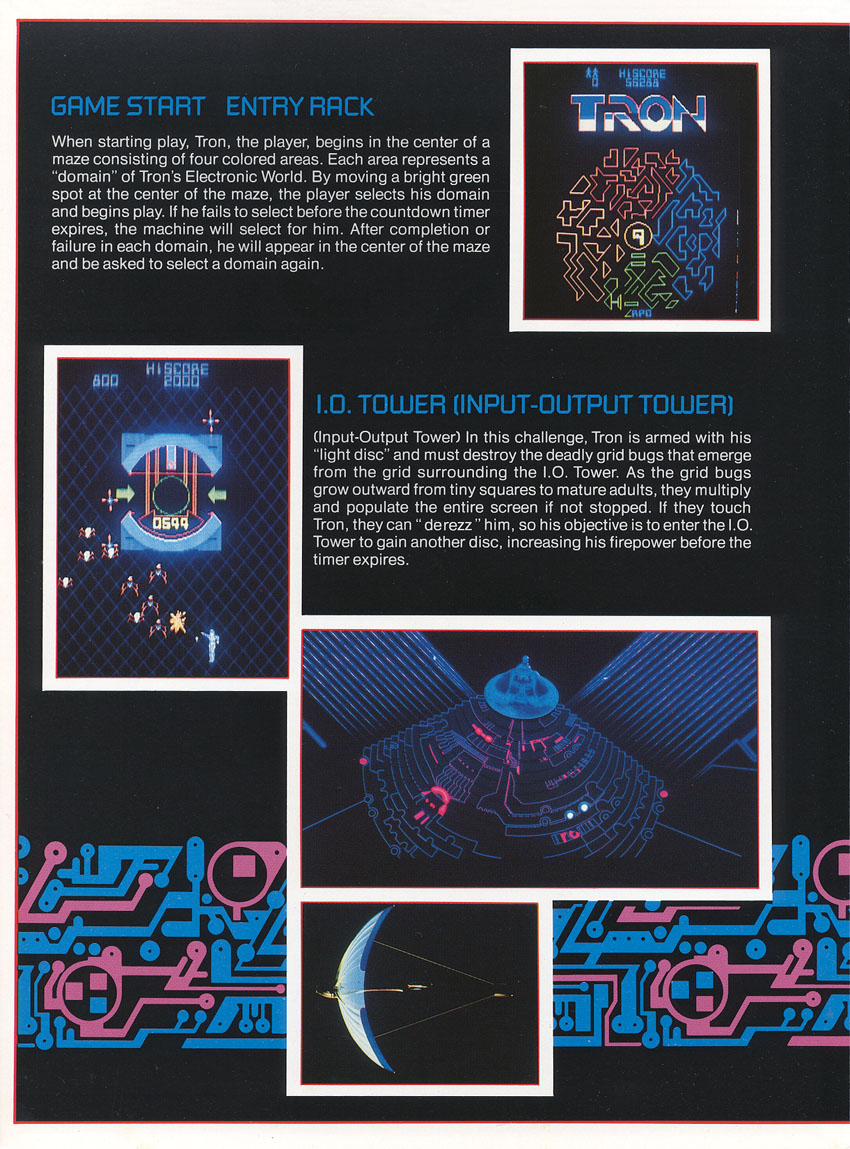 GAME START ENTRY RACK
When starting play, Tron, the player, begins in the center of a
maze consisting of four colored areas. Each area represents a
“domain” of Tron's Electronic World. By moving a bright green
spot at the center of the maze, the player selects his domain
and begins play. If he fails to select before the countdown timer
expires, the machine will select for him. After completion or
failure in each domain, he will appear in the center of the maze
and be asked to select a domain again.
HISCORE
0
TRON
9
HISCORE
800
2000
0644
I.O. TOWER (INPUT-OUTPUT TOWER)
(Input-Output Tower) In this challenge, Tron is armed with his
“light disc” and must destroy the deadly grid bugs that emerge
from the grid surrounding the I.O. Tower. As the grid bugs
grow outward from tiny squares to mature adults, they multiply
and populate the entire screen if not stopped. If they touch
Tron, they can “derezz” him, so his objective is to enter the I.O.
Tower to gain another disc, increasing his firepower before the
timer expires.